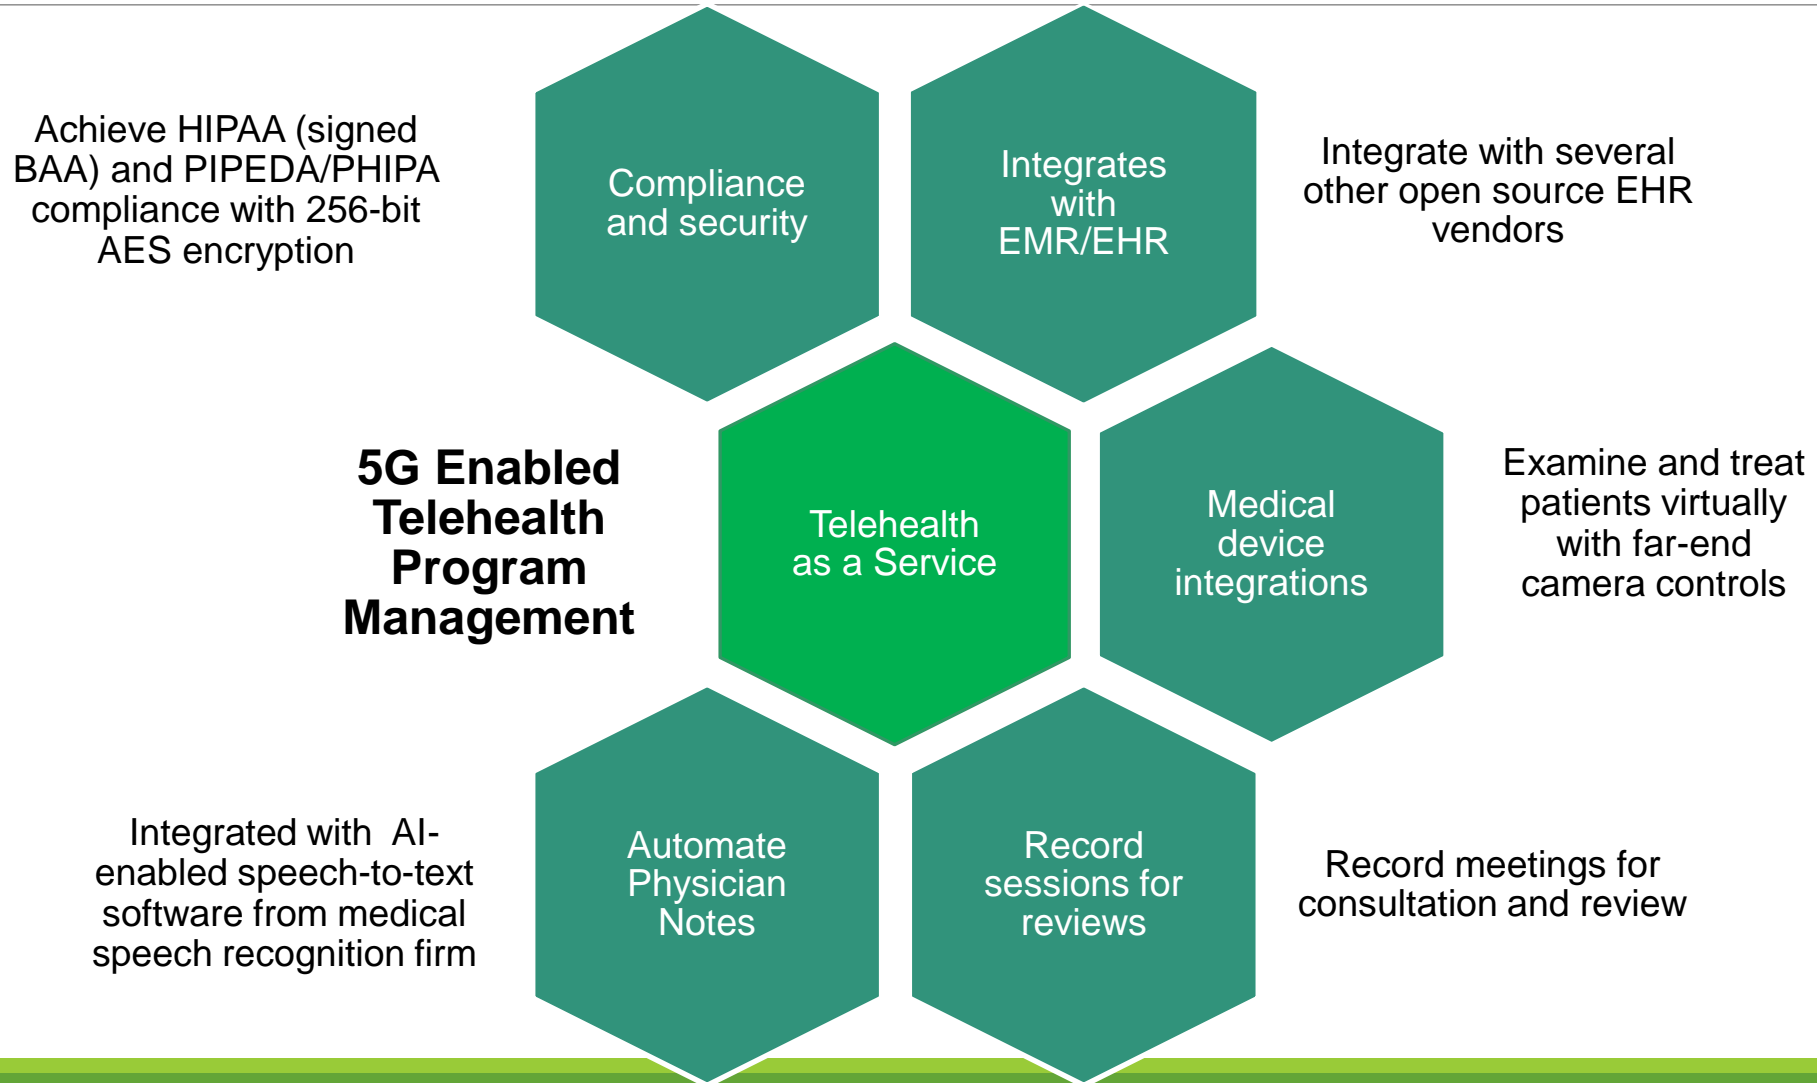 Achieve HIPAA (signed
BAA) and PIPEDA/PHIPA
compliance with 256-bit
AES encryption
Compliance
and security
Integrates
with
EMR/EHR
Integrate with several
other open source EHR
vendors
5G Enabled
Telehealth
Program
Management
Telehealth
as a Service
Medical
device
integrations
Examine and treat
patients virtually
with far-end
camera controls
Integrated with  AI-
enabled speech-to-text
software from medical
speech recognition firm
Automate
Physician
Notes
Record
sessions for
reviews
Record meetings for
consultation and review